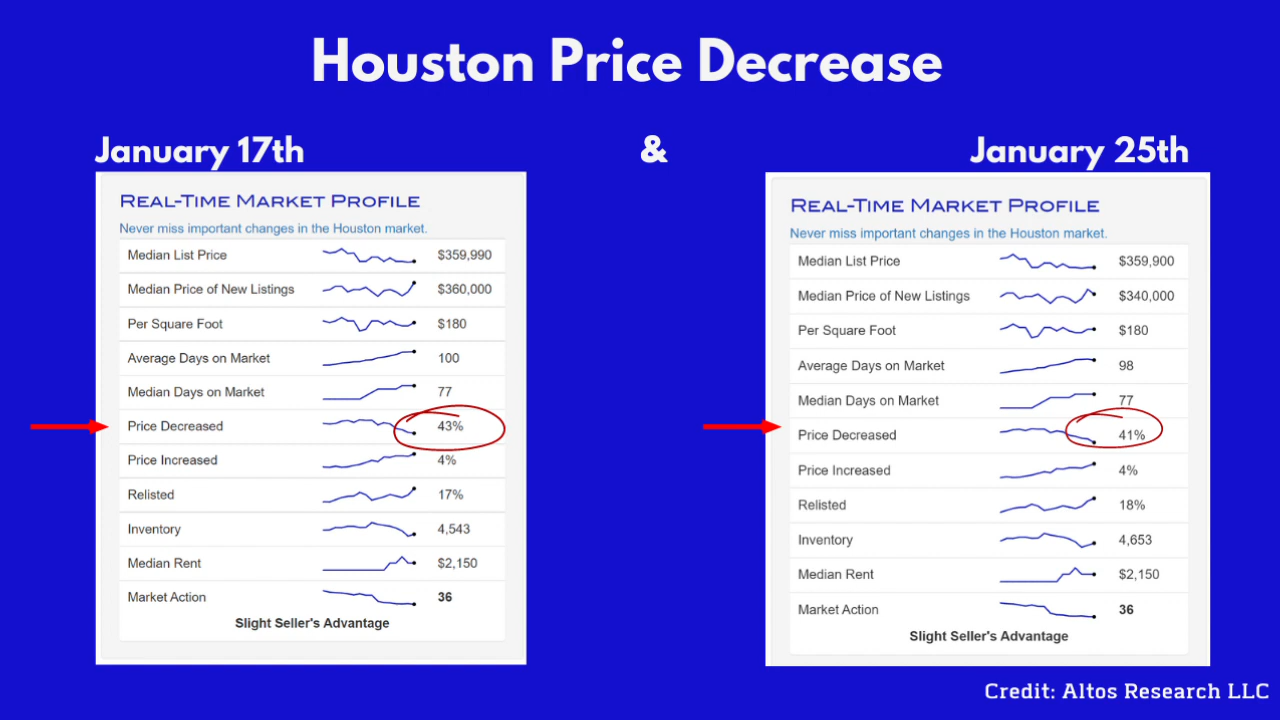 Houston Price Decrease
January 17th & January 25th
REAL-TIME MARKET PROFILE
Never miss important changes in the Houston market.
Median List Price $359,990
Median Price of New Listings $360,000
Per Square Foot $180
Average Days on Market 100
Median Days on Market 77
Price Decreased 43%
Price Increased 4%
Relisted 17%
Inventory 4,543
Median Rent $2,150
Market Action 36
Slight Seller's Advantage
REAL-TIME MARKET PROFILE
Never miss important changes in the Houston market.
Median List Price $359,900
Median Price of New Listings $340,000
Per Square Foot $180
Average Days on Market 98
Median Days on Market 77
Price Decreased 41%
Price Increased 4%
Relisted 18%
Inventory 4,653
Median Rent $2,150
Market Action 36
Slight Seller's Advantage
Credit: Altos Research LLC